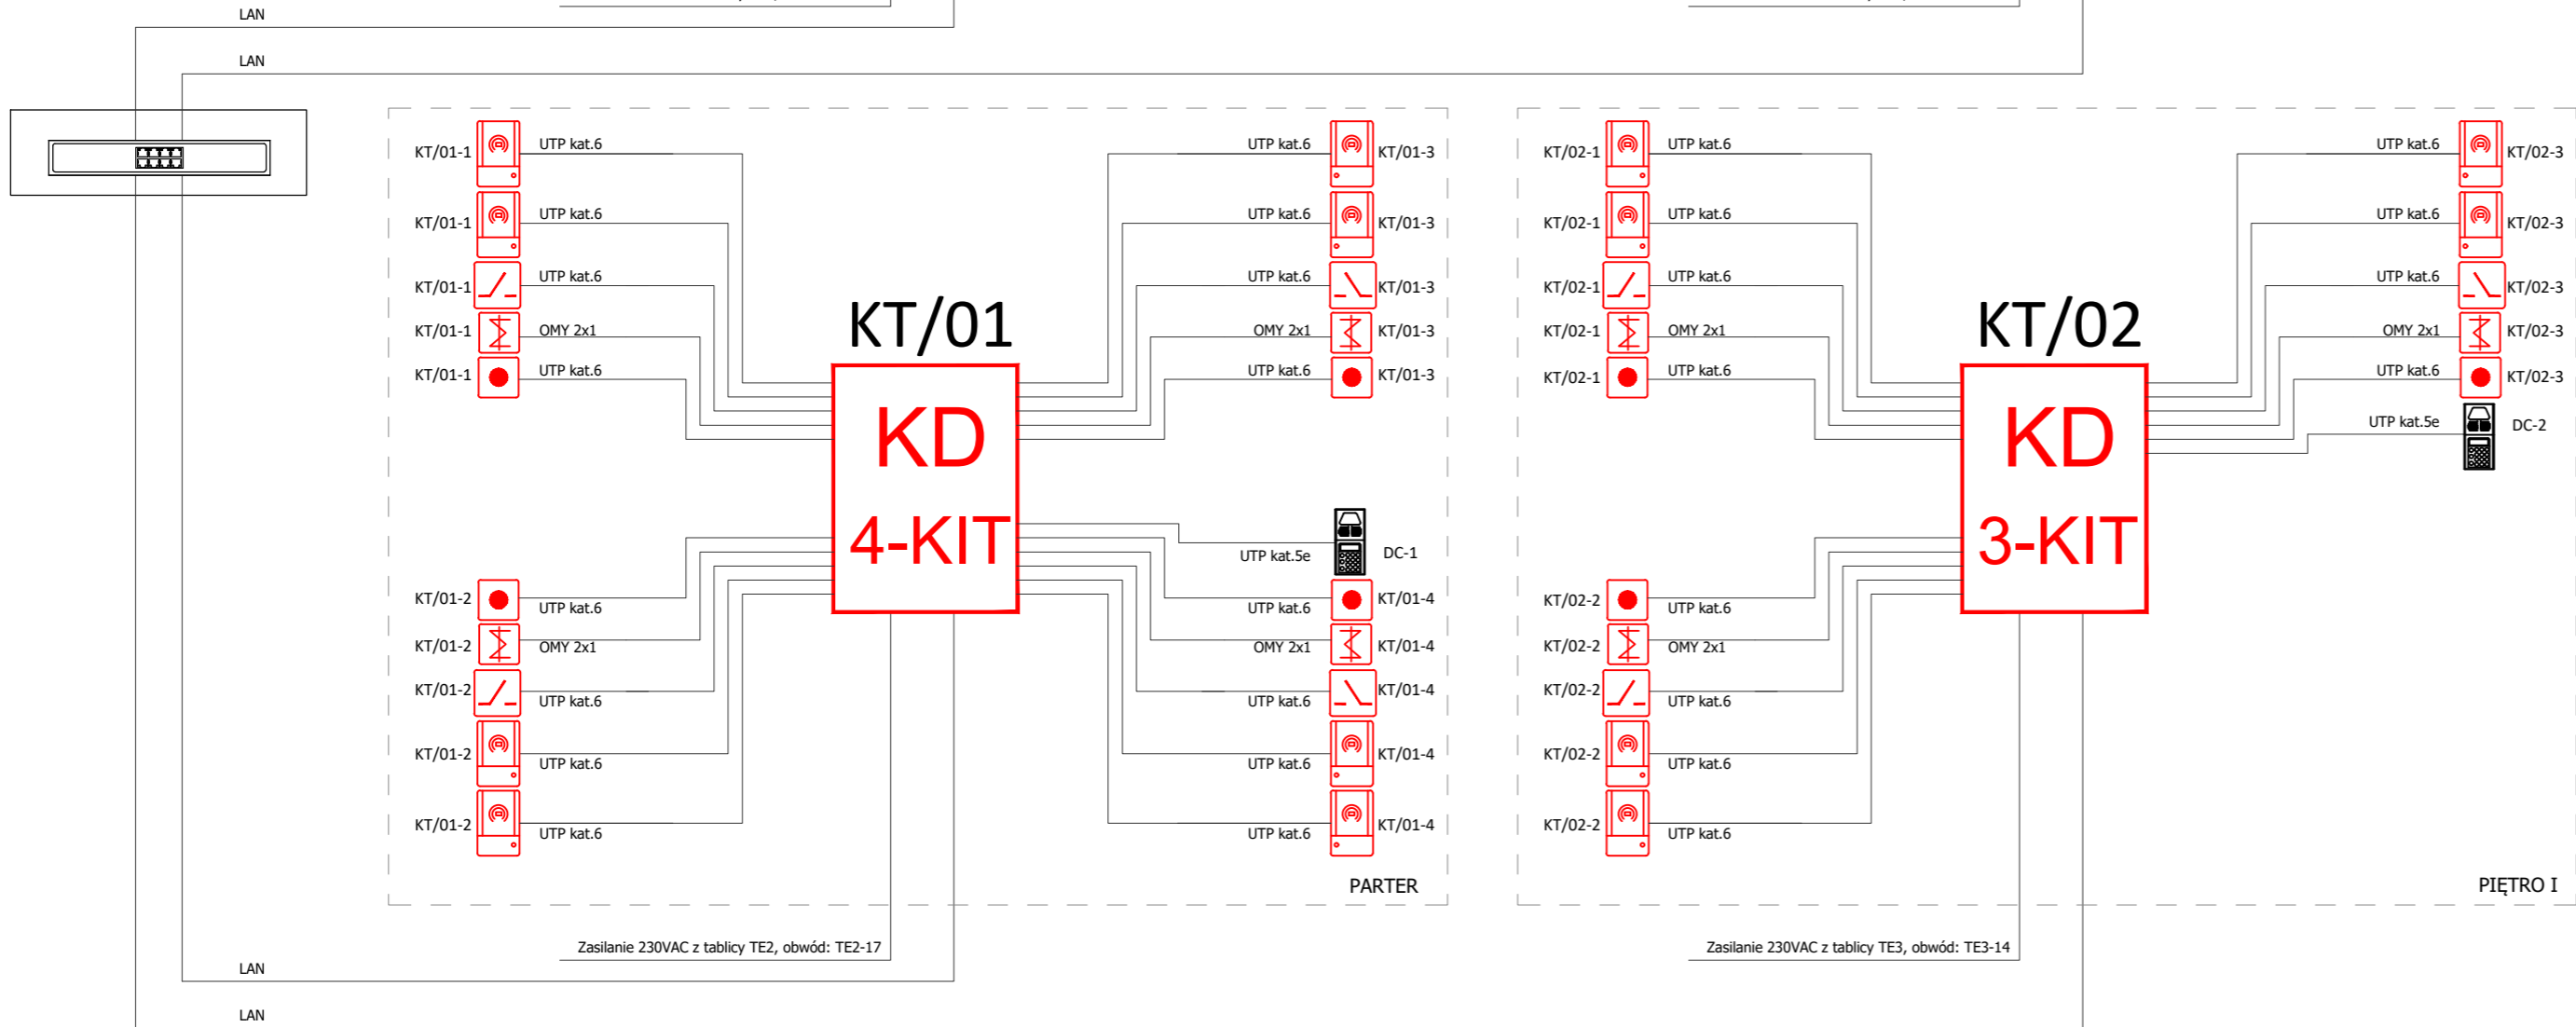 LAN
LAN
KT/01-1 UTP kat.6
KT/01-1 UTP kat.6
KT/01-1 UTP kat.6
KT/01-1 OMY 2x1
KT/01-1 UTP kat.6
UTP kat.6 KT/01-3
UTP kat.6 KT/01-3
UTP kat.6 KT/01-3
OMY 2x1 KT/01-3
UTP kat.6 KT/01-3
KT/01
KD
4-KIT
UTP kat.5e DC-1
KT/01-2 UTP kat.6
KT/01-2 OMY 2x1
KT/01-2 UTP kat.6
KT/01-2 UTP kat.6
KT/01-2 UTP kat.6
UTP kat.6 KT/01-4
OMY 2x1 KT/01-4
UTP kat.6 KT/01-4
UTP kat.6 KT/01-4
UTP kat.6 KT/01-4
PARTER
Zasilanie 230VAC z tablicy TE2, obwód: TE2-17
KT/02-1 UTP kat.6
KT/02-1 UTP kat.6
KT/02-1 UTP kat.6
KT/02-1 OMY 2x1
KT/02-1 UTP kat.6
UTP kat.6 KT/02-3
UTP kat.6 KT/02-3
UTP kat.6 KT/02-3
OMY 2x1 KT/02-3
UTP kat.6 KT/02-3
UTP kat.5e DC-2
KT/02
KD
3-KIT
KT/02-2 UTP kat.6
KT/02-2 OMY 2x1
KT/02-2 UTP kat.6
KT/02-2 UTP kat.6
KT/02-2 UTP kat.6
PIĘTRO I
Zasilanie 230VAC z tablicy TE3, obwód: TE3-14
LAN
LAN